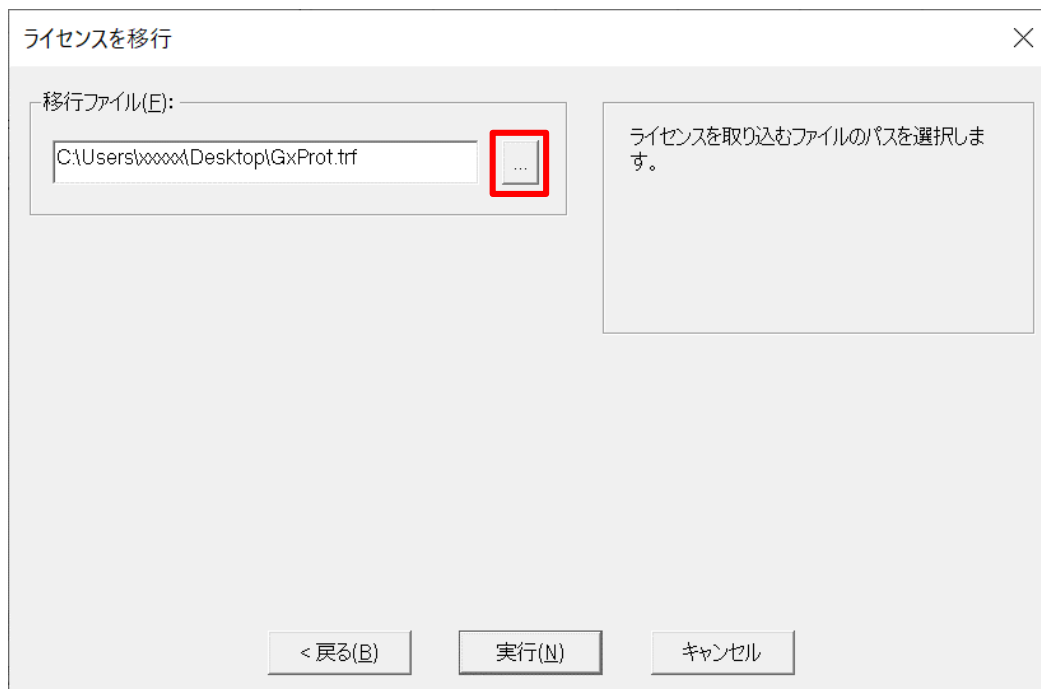 ライセンスを移行
移行ファイル(F):
C:\Users\xxxxx\Desktop\GxProt.trf
...
ライセンスを取り込むファイルのパスを選択しま
す。
< 戻る(B)
実行(N)
キャンセル